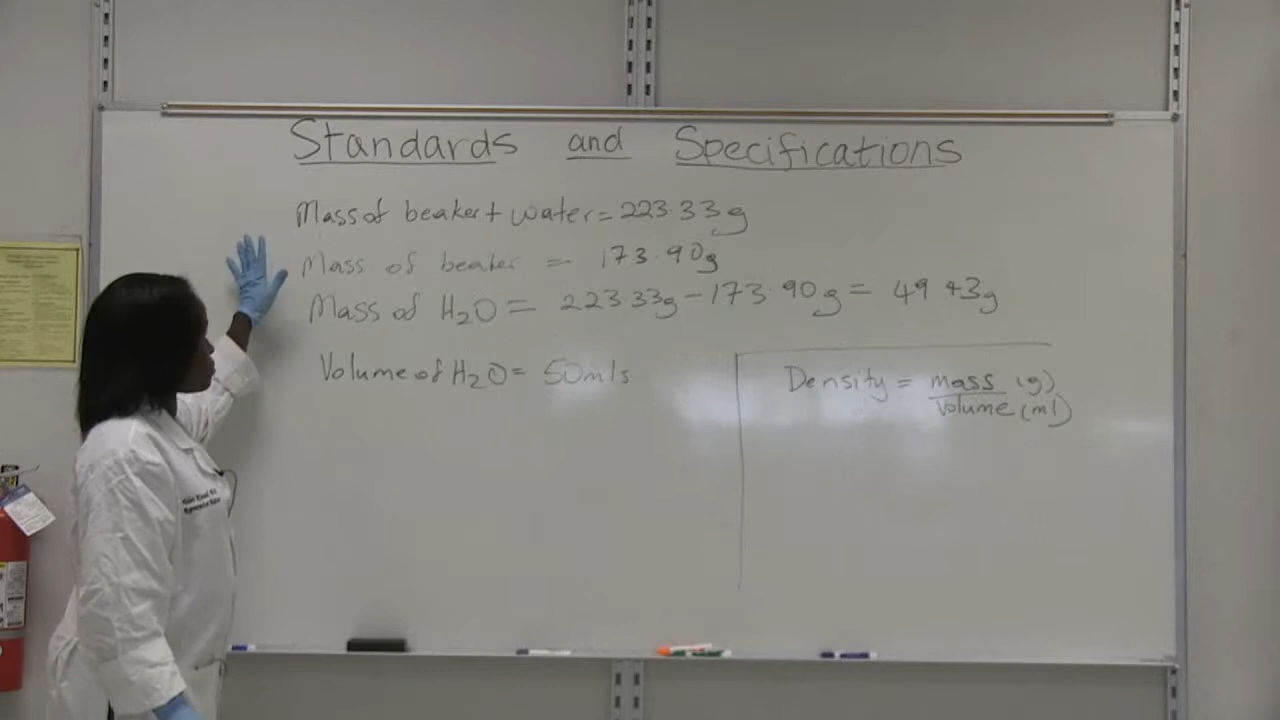 Standards and Specifications
Mass of beaker + water = 223.33g
Mass of beaker = 173.90g
Mass of H₂O = 223.33g - 173.90g = 49.43g
Volume of H₂O = 50mls
Density = mass (g)
Volume (ml)